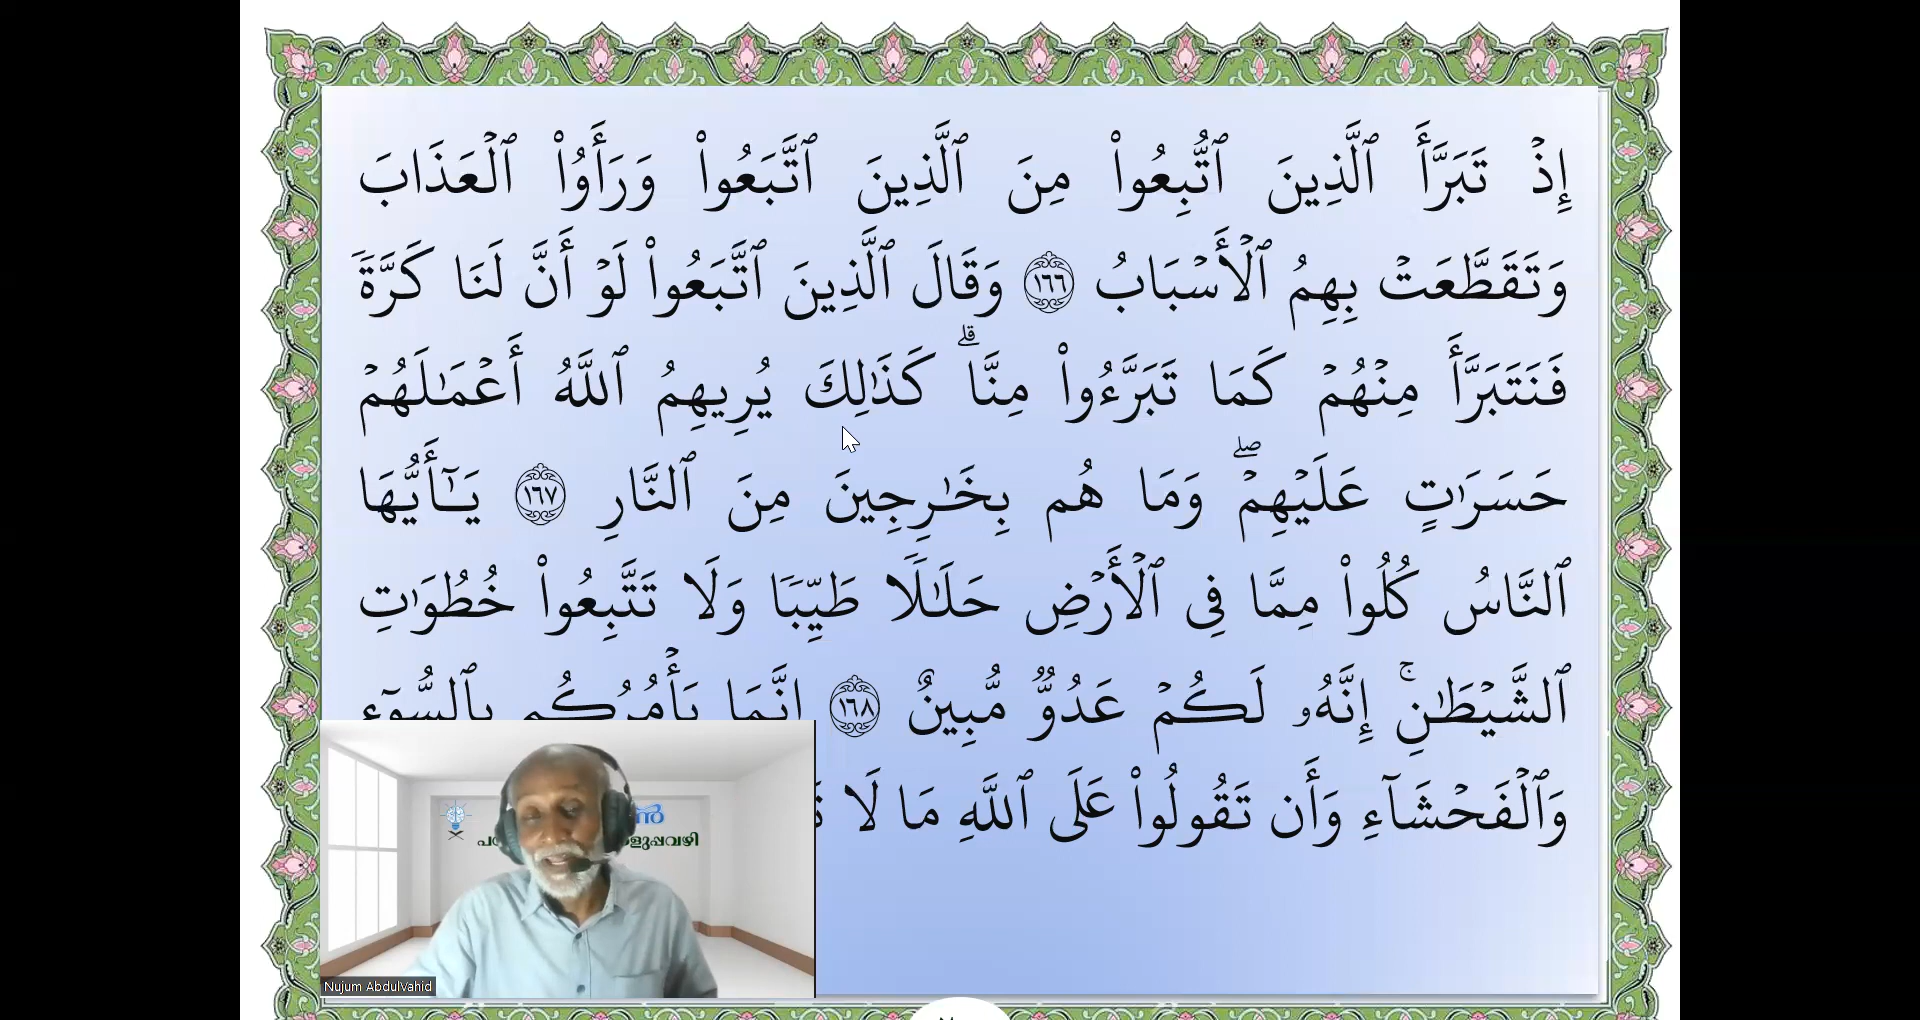 إِذۡ تَبَرَّأَ ٱلَّذِينَ ٱتُّبِعُواْ مِنَ ٱلَّذِينَ ٱتَّبَعُواْ وَرَأَوُاْ ٱلۡعَذَابَ
وَتَقَطَّعَتۡ بِهِمُ ٱلۡأَسۡبَابُ ١٦٦ وَقَالَ ٱلَّذِينَ ٱتَّبَعُواْ لَوۡ أَنَّ لَنَا كَرَّةٗ
فَنَتَبَرَّأَ مِنۡهُمۡ كَمَا تَبَرَّءُواْ مِنَّاۗ كَذَٰلِكَ يُرِيهِمُ ٱللَّهُ أَعۡمَٰلَهُمۡ
حَسَرَٰتٍ عَلَيۡهِمۡۖ وَمَا هُم بِخَٰرِجِينَ مِنَ ٱلنَّارِ ١٦٧ يَٰٓأَيُّهَا
ٱلنَّاسُ كُلُواْ مِمَّا فِي ٱلۡأَرۡضِ حَلَٰلٗا طَيِّبٗا وَلَا تَتَّبِعُواْ خُطُوَٰتِ
ٱلشَّيۡطَٰنِۚ إِنَّهُۥ لَكُمۡ عَدُوّٞ مُّبِينٌ ١٦٨ إِنَّمَا يَأۡمُرُكُم بِٱلسُّوٓءِ
وَٱلۡفَحۡشَآءِ وَأَن تَقُولُواْ عَلَى ٱللَّهِ مَا لَا
Nujum AbdulVahid